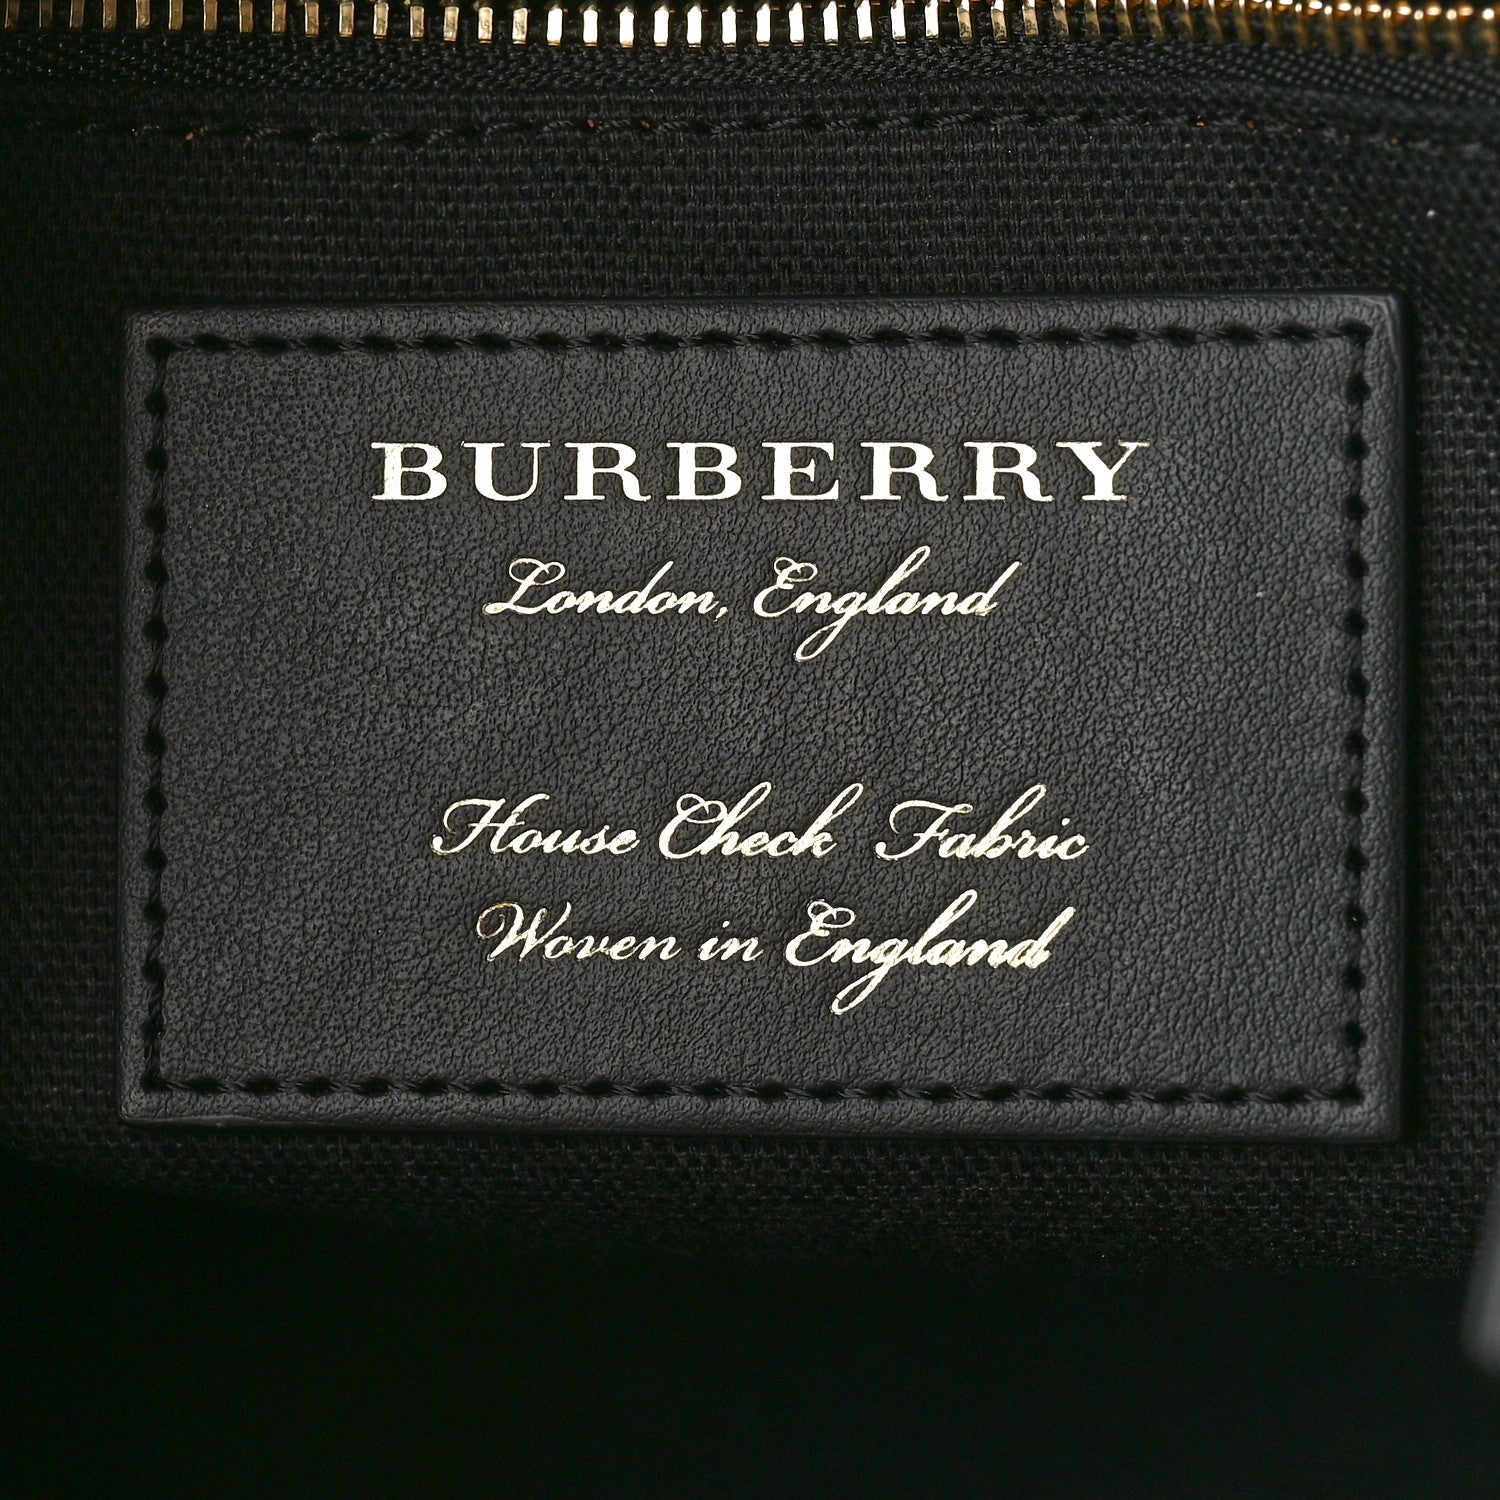 BURBERRY
London, England
House Check Fabric
Woven in England